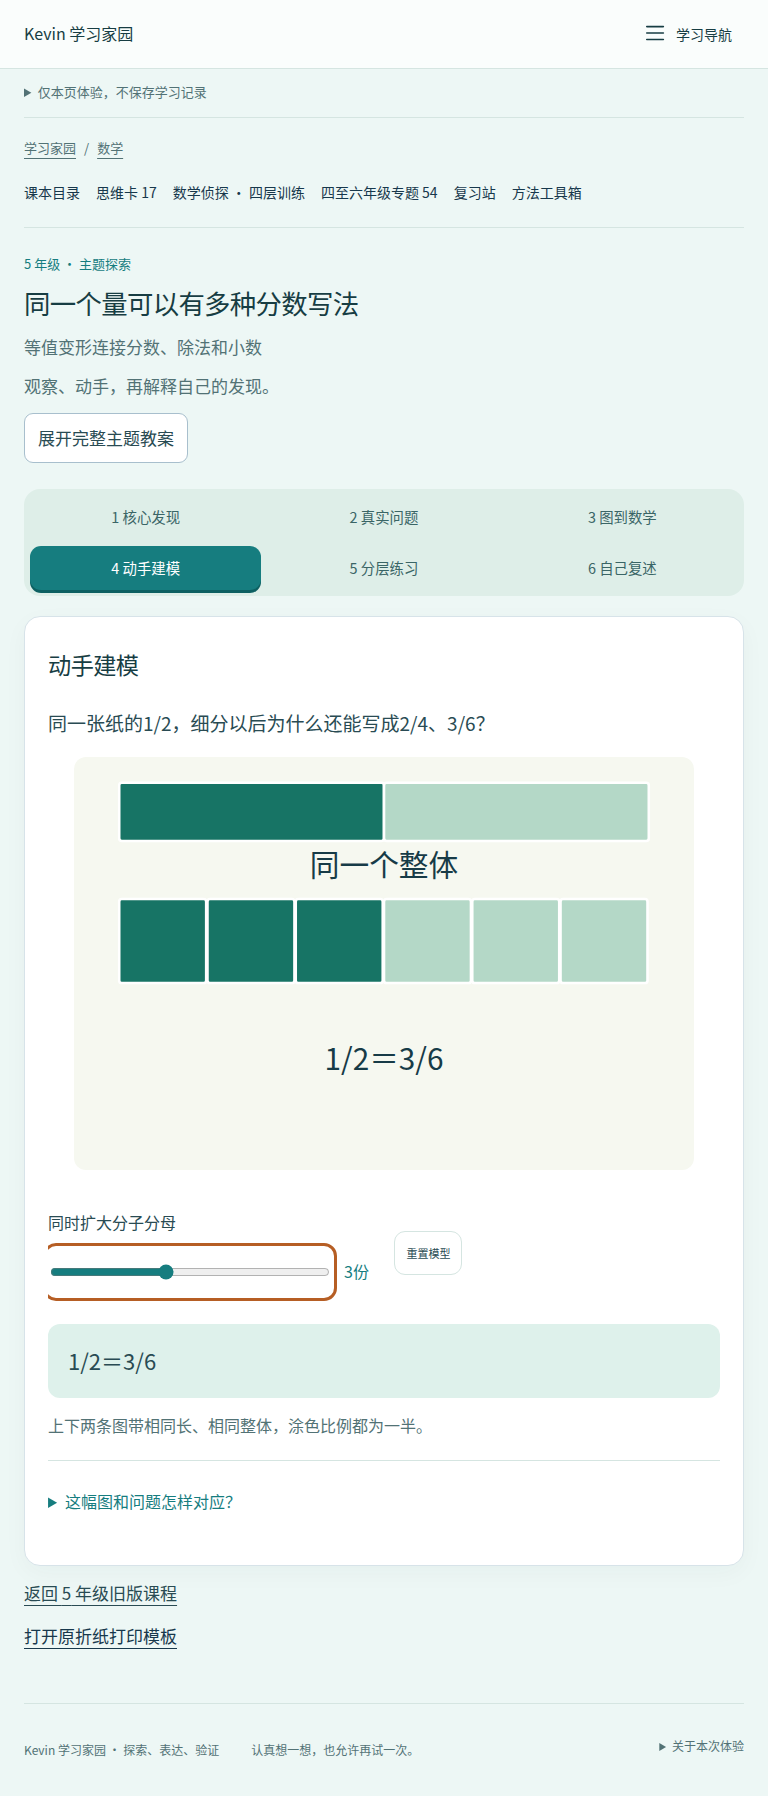 Kevin 学习家园
学习导航
仅本页体验，不保存学习记录
学习家园 / 数学
课本目录 思维卡 17 数学侦探 · 四层训练 四至六年级专题 54 复习站 方法工具箱
5 年级 · 主题探索
同一个量可以有多种分数写法
等值变形连接分数、除法和小数
观察、动手，再解释自己的发现。
展开完整主题教案
1 核心发现 2 真实问题 3 图到数学
4 动手建模 5 分层练习 6 自己复述
动手建模
同一张纸的1/2，细分以后为什么还能写成2/4、3/6？
同一个整体
1/2＝3/6
同时扩大分子分母
3份
重置模型
1/2＝3/6
上下两条图带相同长、相同整体，涂色比例都为一半。
这幅图和问题怎样对应？
返回 5 年级旧版课程
打开原折纸打印模板
Kevin 学习家园 · 探索、表达、验证 认真想一想，也允许再试一次。 关于本次体验